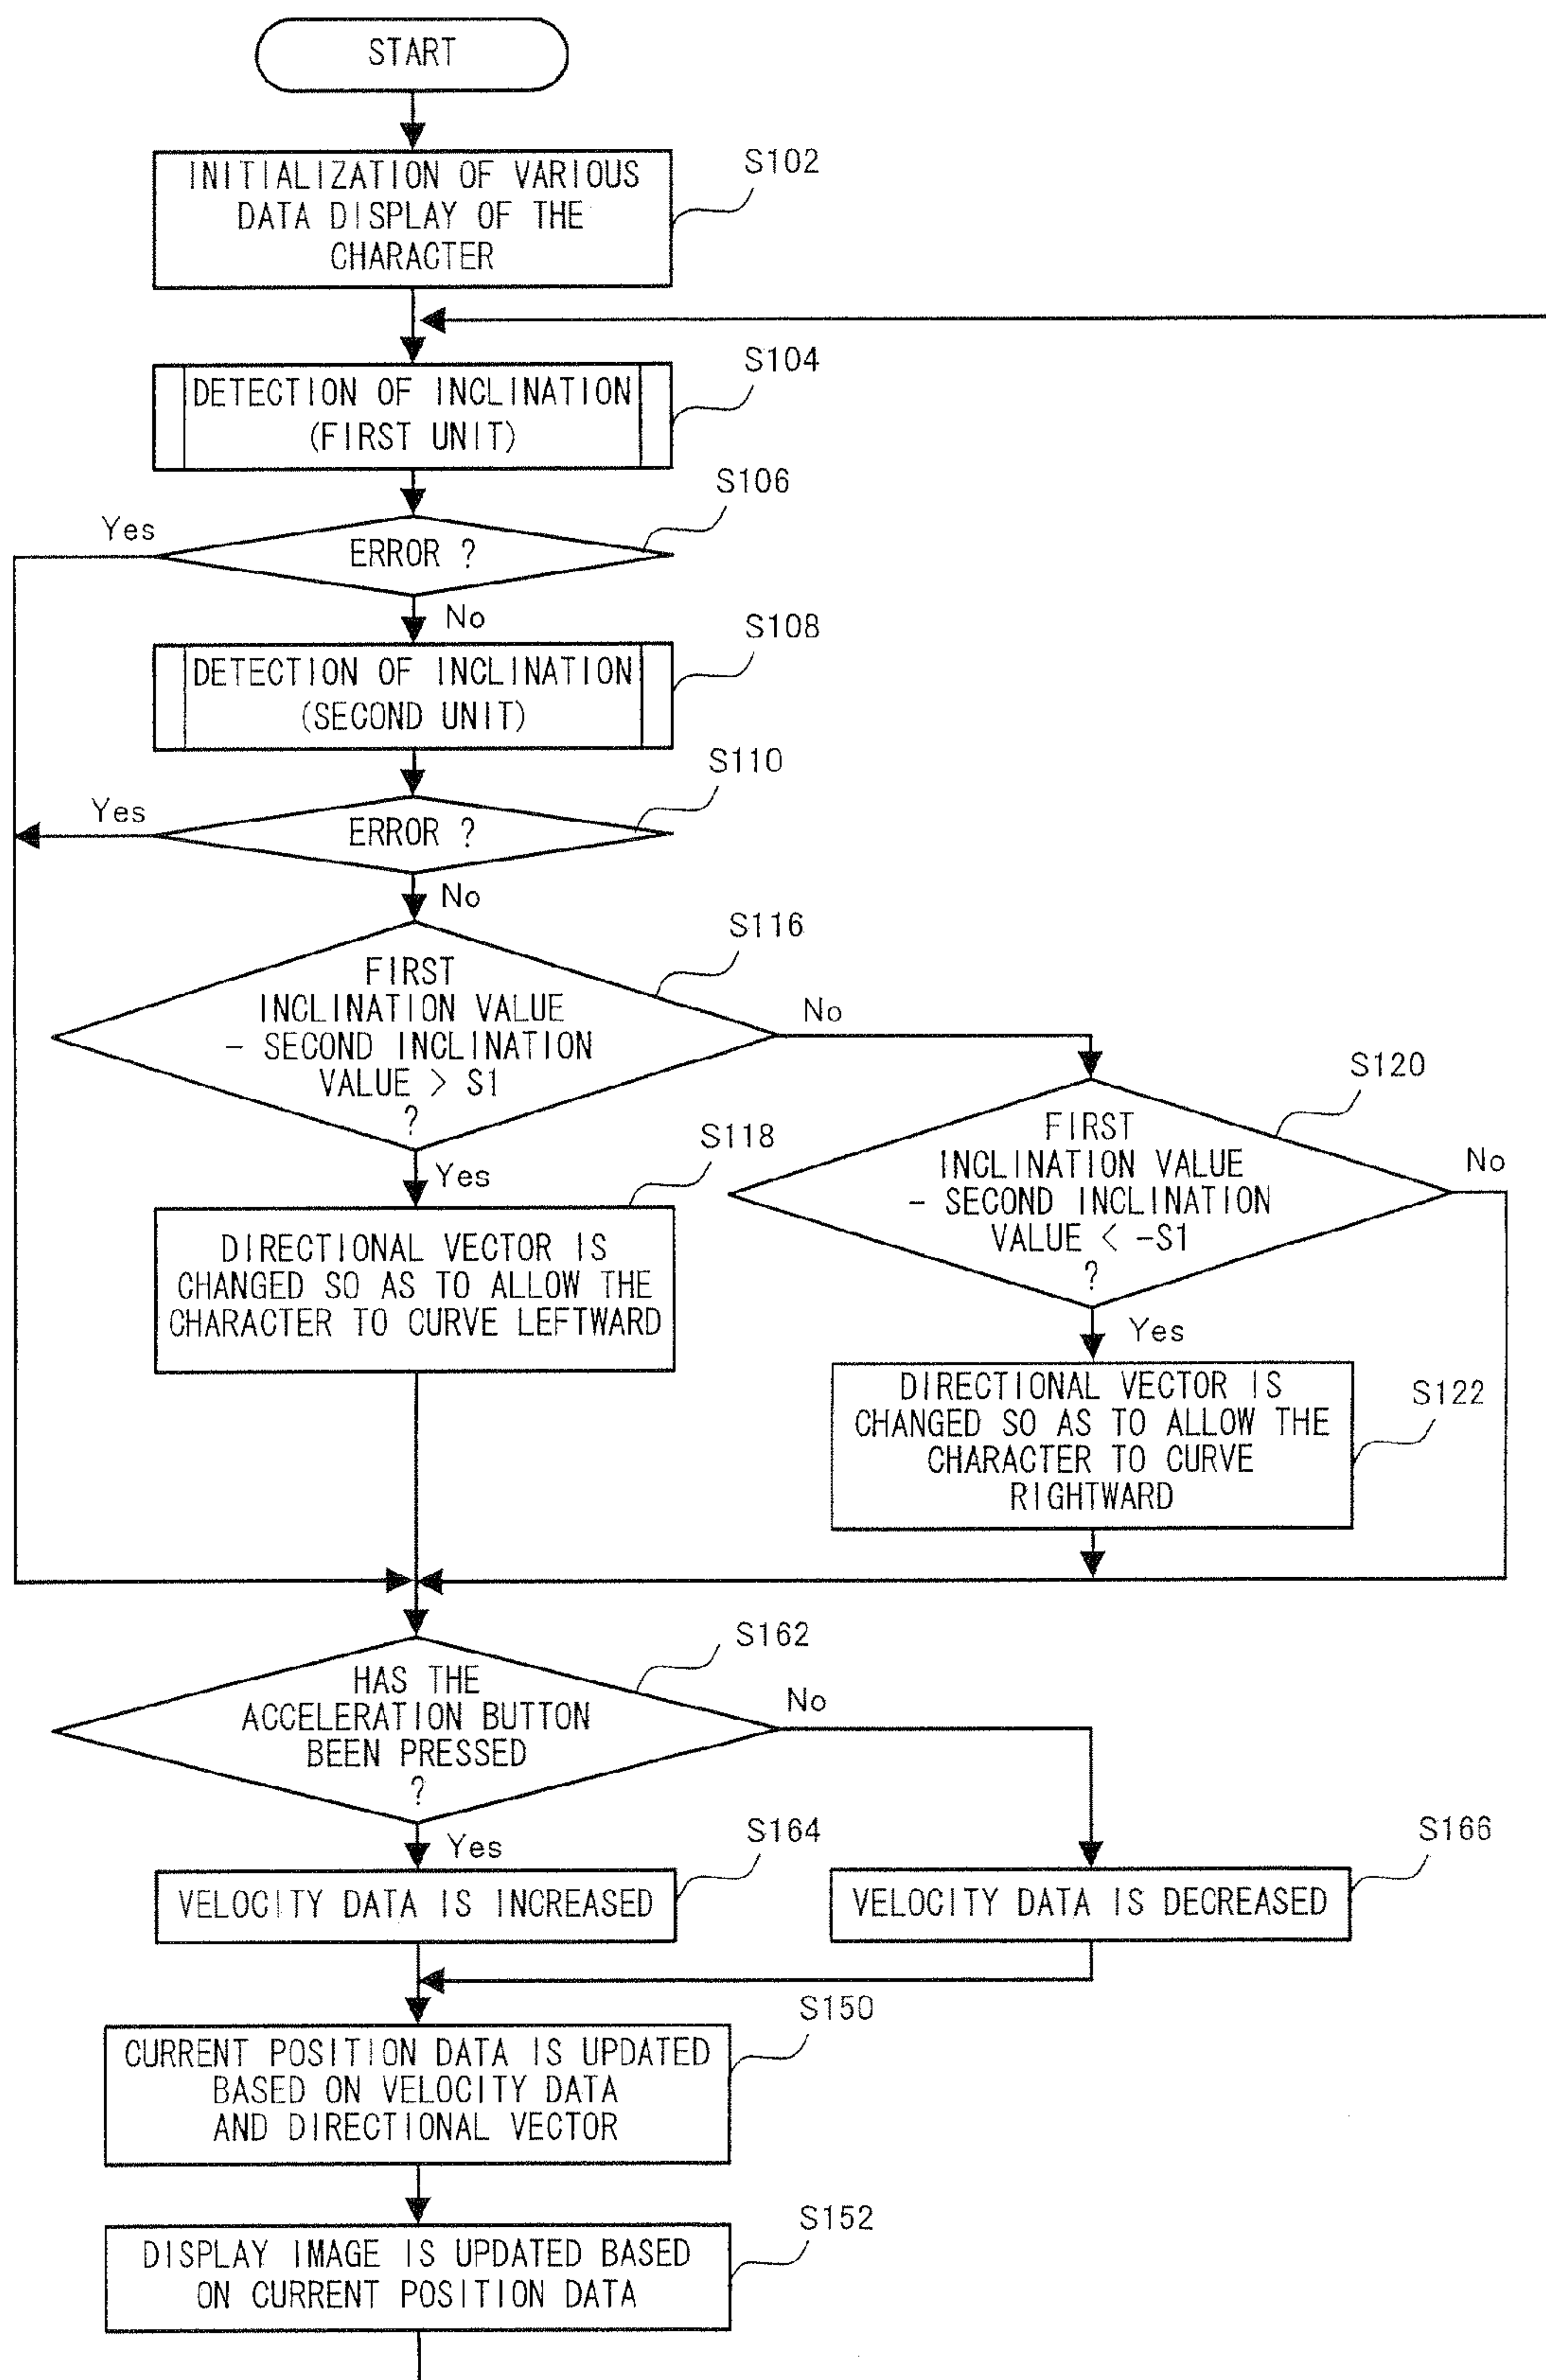 START
S102
INITIALIZATION OF VARIOUS
DATA DISPLAY OF THE
CHARACTER
S104
DETECTION OF INCLINATION
(FIRST UNIT)
S106
Yes
ERROR ?
No
S108
DETECTION OF INCLINATION
(SECOND UNIT)
S110
Yes
ERROR ?
No
S116
FIRST
INCLINATION VALUE
- SECOND INCLINATION
VALUE > S1
?
No
S120
FIRST
INCLINATION VALUE
- SECOND INCLINATION
VALUE < -S1
?
No
Yes
S118
DIRECTIONAL VECTOR IS
CHANGED SO AS TO ALLOW THE
CHARACTER TO CURVE LEFTWARD
Yes
S122
DIRECTIONAL VECTOR IS
CHANGED SO AS TO ALLOW THE
CHARACTER TO CURVE
RIGHTWARD
S162
HAS THE
ACCELERATION BUTTON
BEEN PRESSED
?
No
Yes
S164
VELOCITY DATA IS INCREASED
S166
VELOCITY DATA IS DECREASED
S150
CURRENT POSITION DATA IS UPDATED
BASED ON VELOCITY DATA
AND DIRECTIONAL VECTOR
S152
DISPLAY IMAGE IS UPDATED BASED
ON CURRENT POSITION DATA